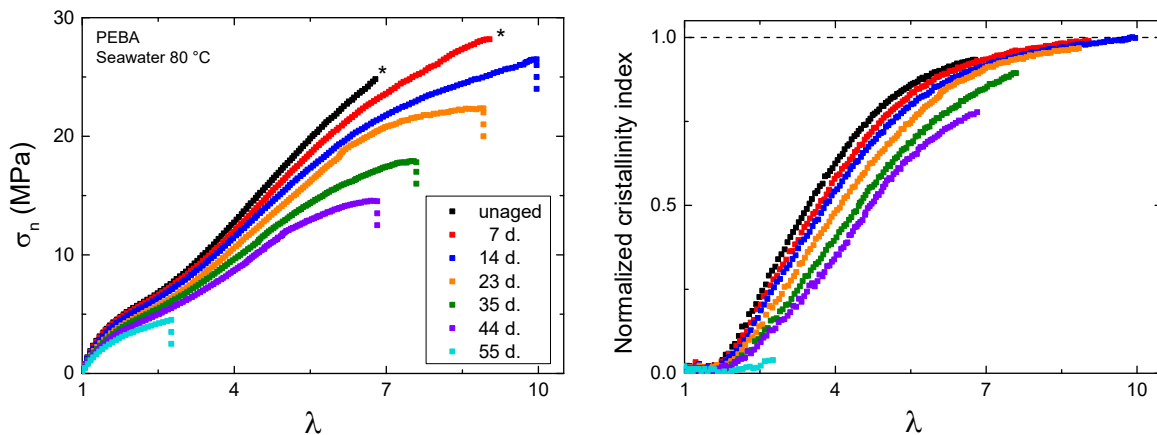 PEBA
Seawater 80 °C
*
*
30
20
10
0
σn (MPa)
1
4
7
10
λ
unaged
7 d.
14 d.
23 d.
35 d.
44 d.
55 d.
Normalized cristallinity index
1.0
0.5
0.0
1
4
7
10
λ